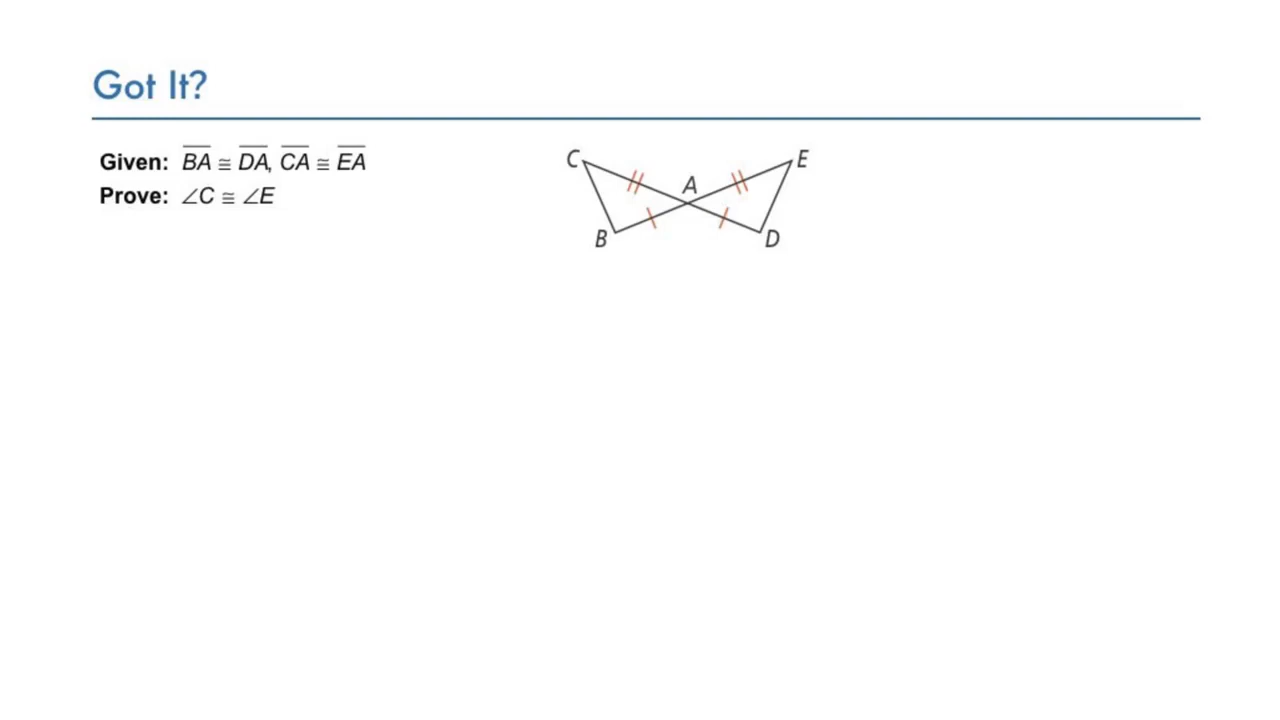 Got It?
Given: BA ≅ DA, CA ≅ EA
Prove: ∠C ≅ ∠E
C
E
A
B
D